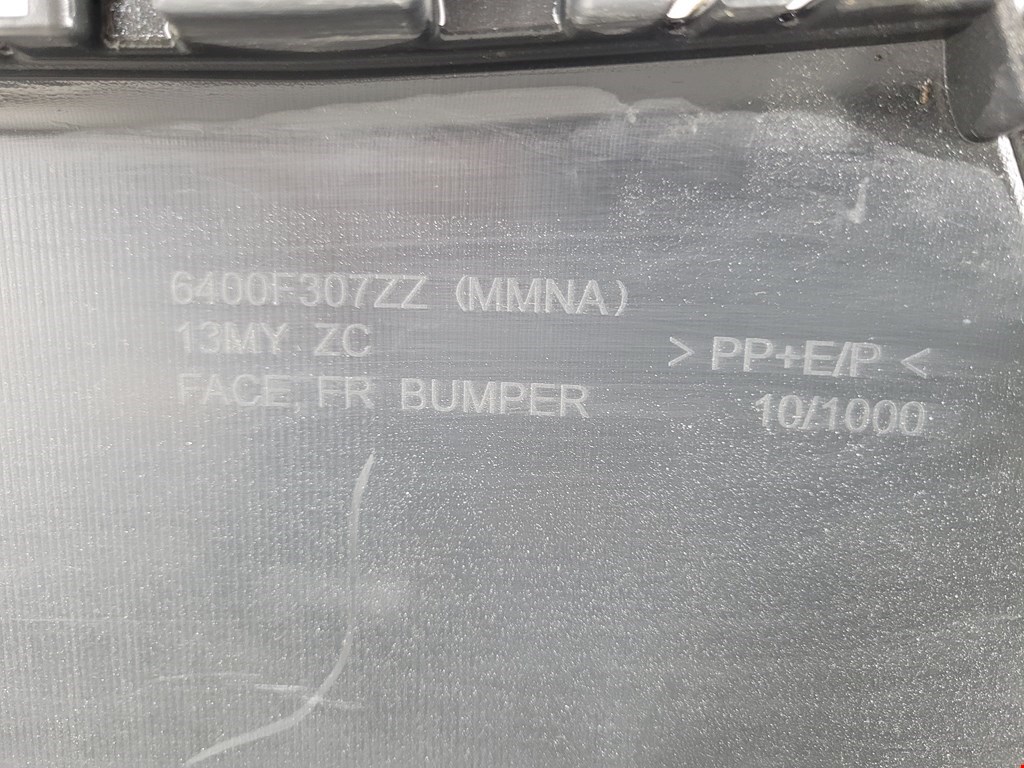 6400F307ZZ (MMNA)
13MY ZC
FACE, FR BUMPER
> PP+E/P <
10/1000